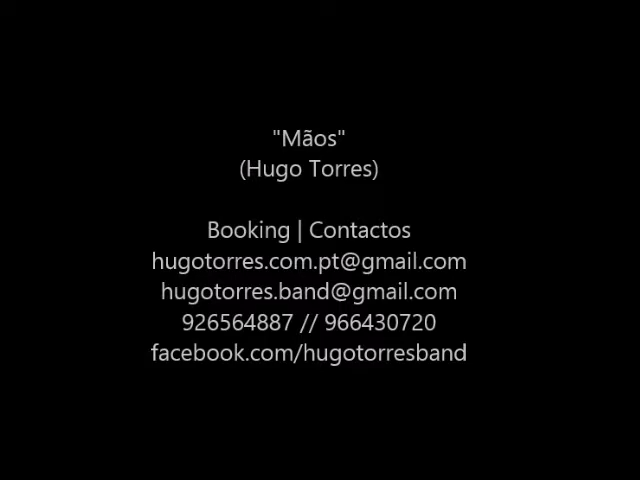 "Mãos"
(Hugo Torres)
Booking | Contactos
hugotorres.com.pt@gmail.com
hugotorres.band@gmail.com
926564887 // 966430720
facebook.com/hugotorresband